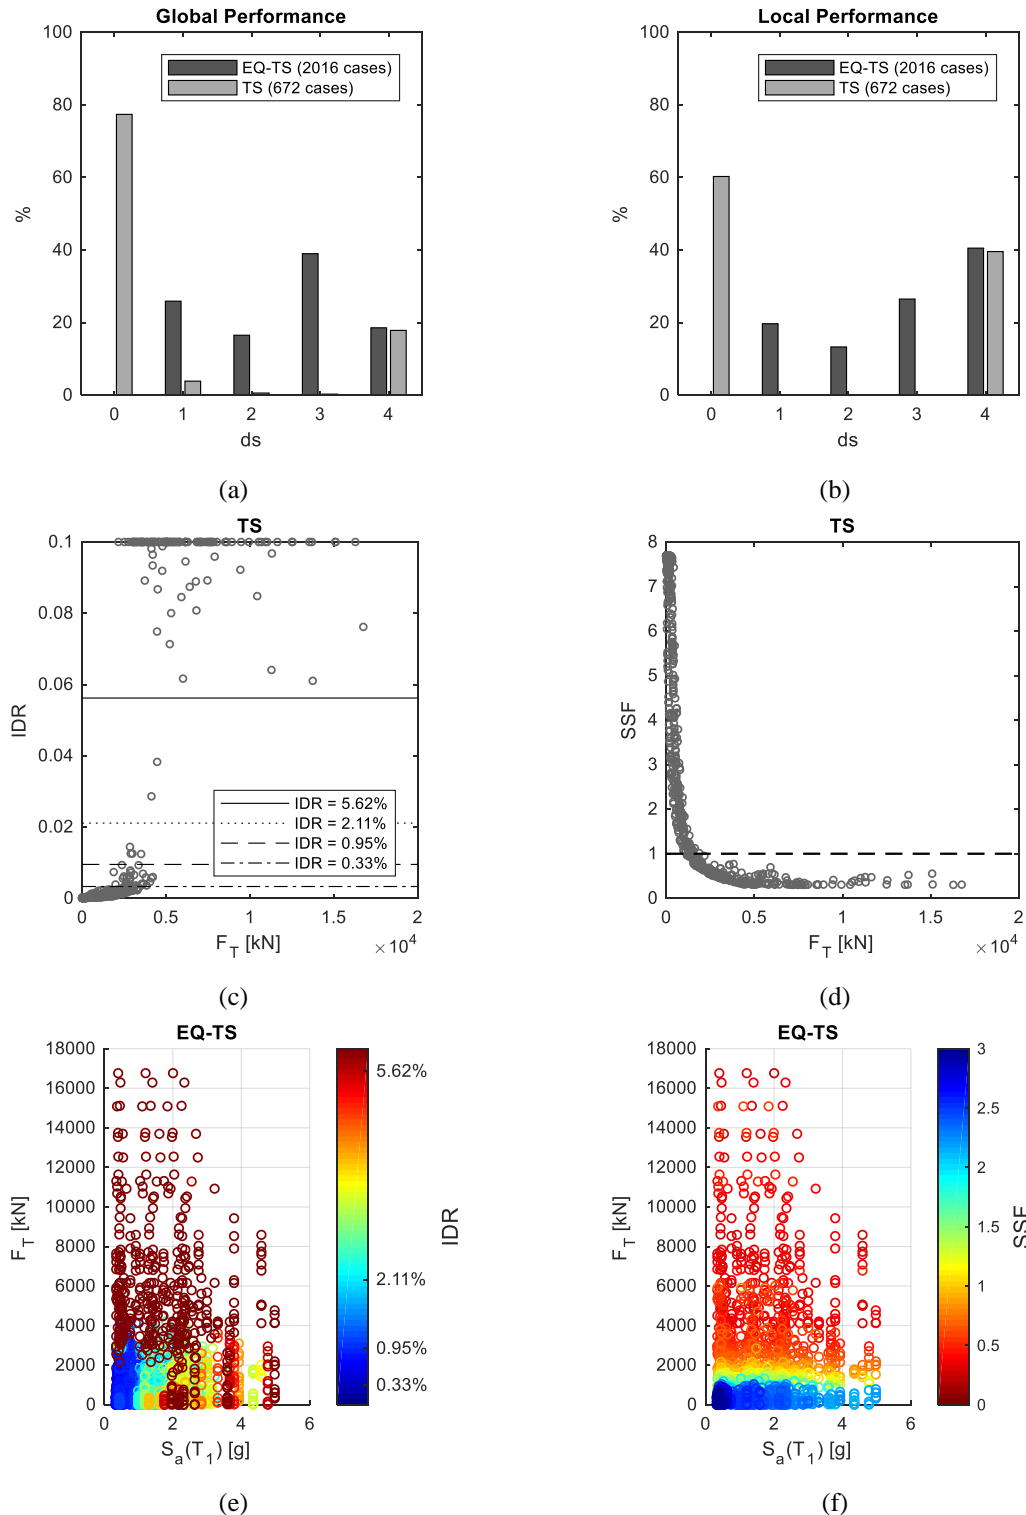 Global Performance
100
80
60
40
20
0
%
EQ-TS (2016 cases)
TS (672 cases)
0 1 2 3 4
ds
(a)
Local Performance
100
80
60
40
20
0
%
EQ-TS (2016 cases)
TS (672 cases)
0 1 2 3 4
ds
(b)
TS
0.1
0.08
0.06
0.04
0.02
0
IDR
IDR = 5.62%
IDR = 2.11%
IDR = 0.95%
IDR = 0.33%
0 0.5 1 1.5 2
F_T [kN]
×10^4
(c)
TS
8
7
6
5
4
3
2
1
0
SSF
0 0.5 1 1.5 2
F_T [kN]
×10^4
(d)
EQ-TS
18000
16000
14000
12000
10000
8000
6000
4000
2000
0
F_T [kN]
0 2 4 6
S_a(T_1) [g]
5.62%
2.11%
0.95%
0.33%
IDR
(e)
EQ-TS
18000
16000
14000
12000
10000
8000
6000
4000
2000
0
F_T [kN]
0 2 4 6
S_a(T_1) [g]
3
2.5
2
1.5
1
0.5
0
SSF
(f)